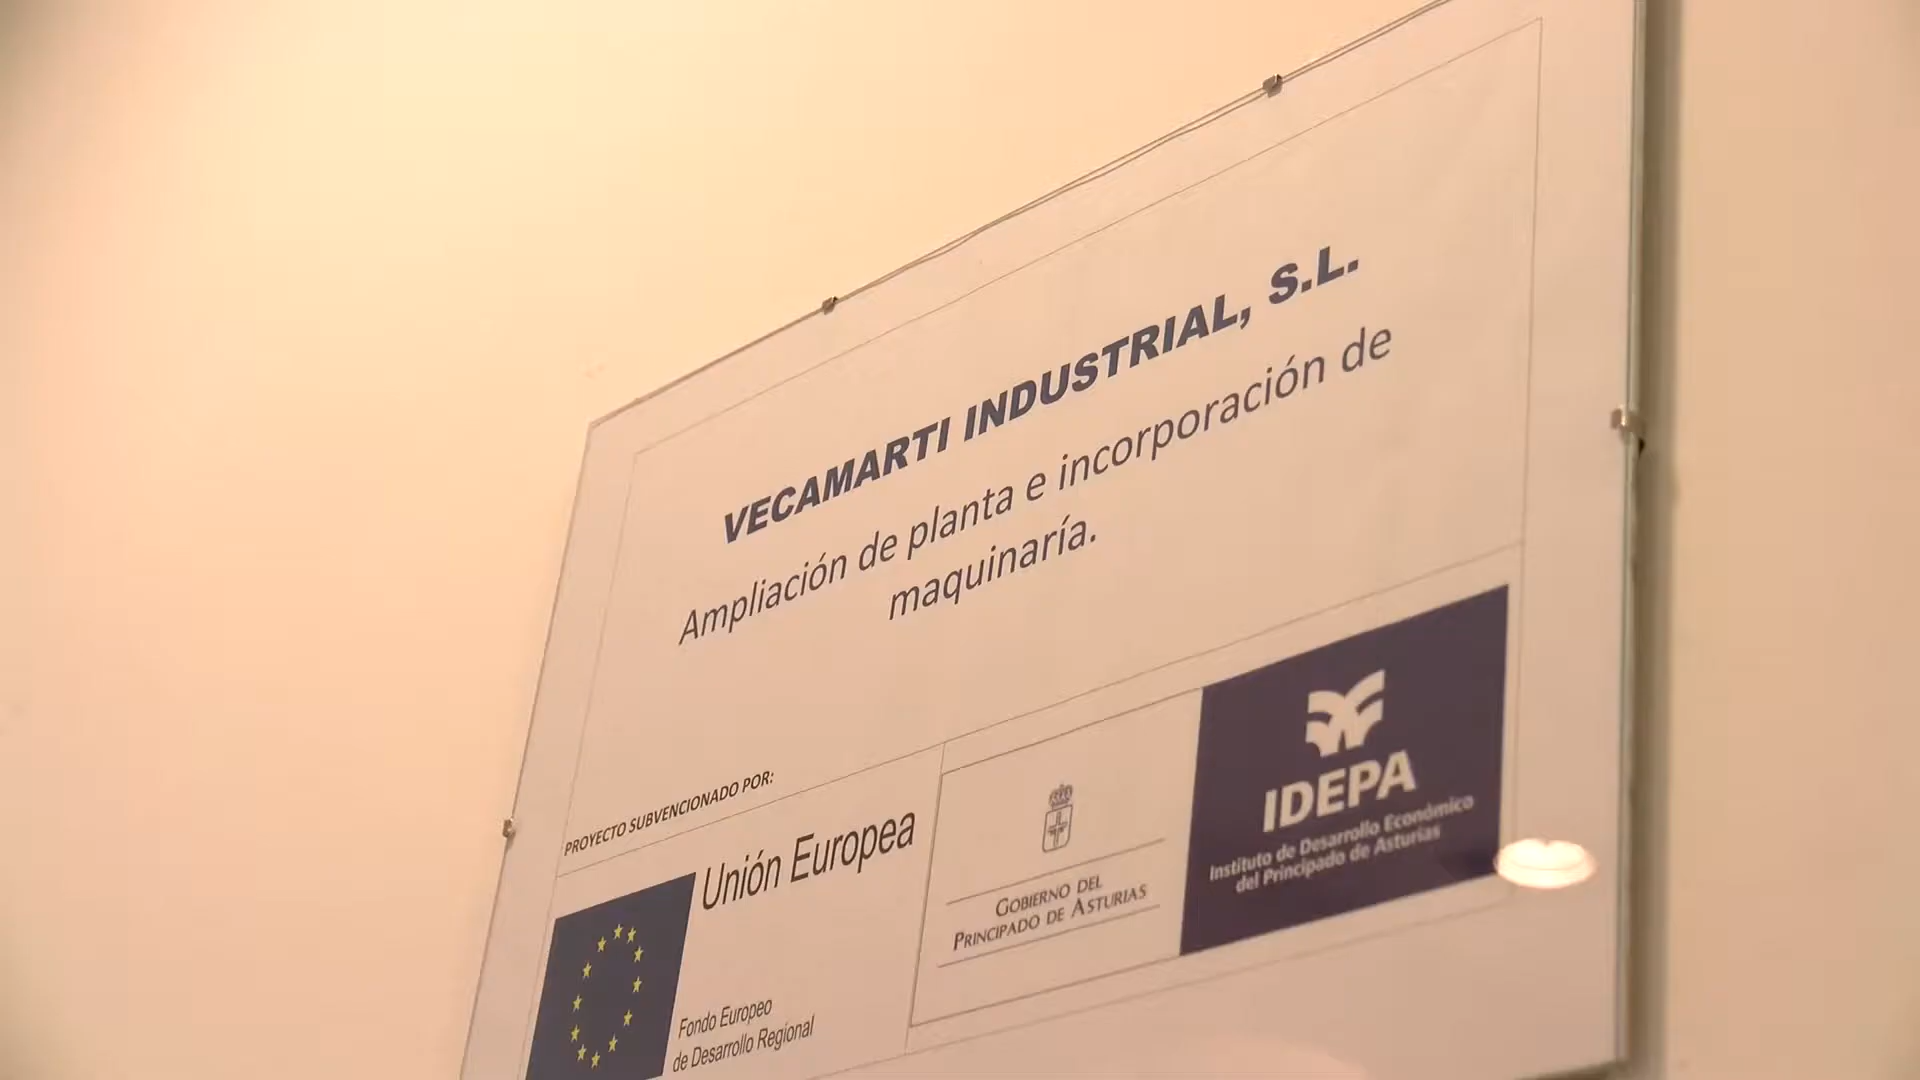 VECAMARTI INDUSTRIAL, S.L.
Ampliación de planta e incorporación de
maquinaría.
PROYECTO SUBVENCIONADO POR:
Unión Europea
Fondo Europeo
de Desarrollo Regional
GOBIERNO DEL
PRINCIPADO DE ASTURIAS
IDEPA
Instituto de Desarrollo Económico
del Principado de Asturias